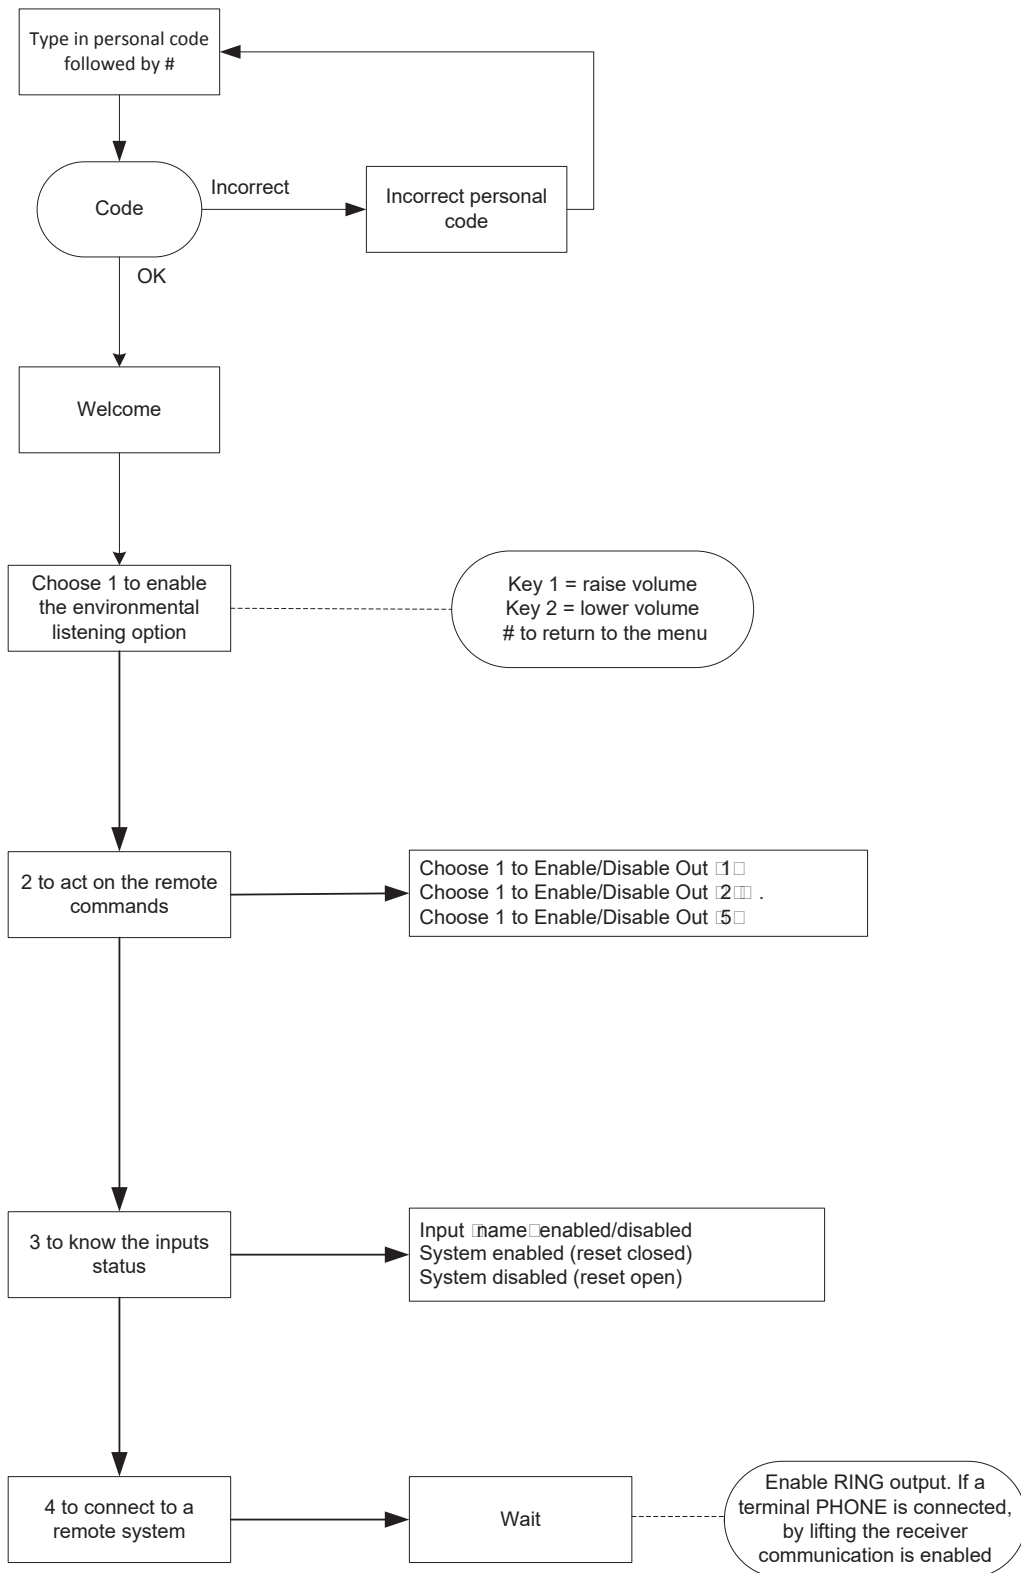 Type in personal code
followed by #
Code
Incorrect
Incorrect personal
code
OK
Welcome
Choose 1 to enable
the environmental
listening option
Key 1 = raise volume
Key 2 = lower volume
# to return to the menu
2 to act on the remote
commands
Choose 1 to Enable/Disable Out □1□
Choose 1 to Enable/Disable Out □2□□ .
Choose 1 to Enable/Disable Out □5□
3 to know the inputs
status
Input □name□enabled/disabled
System enabled (reset closed)
System disabled (reset open)
4 to connect to a
remote system
Wait
Enable RING output. If a
terminal PHONE is connected,
by lifting the receiver
communication is enabled